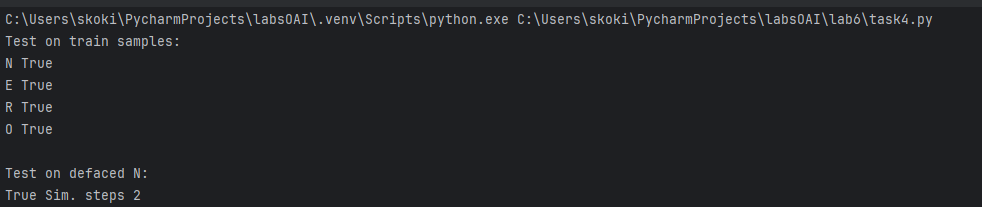 C:\Users\skoki\PycharmProjects\labsOAI\.venv\Scripts\python.exe C:\Users\skoki\PycharmProjects\labsOAI\lab6\task4.py
Test on train samples:
N True
E True
R True
O True
Test on defaced N:
True Sim. steps 2